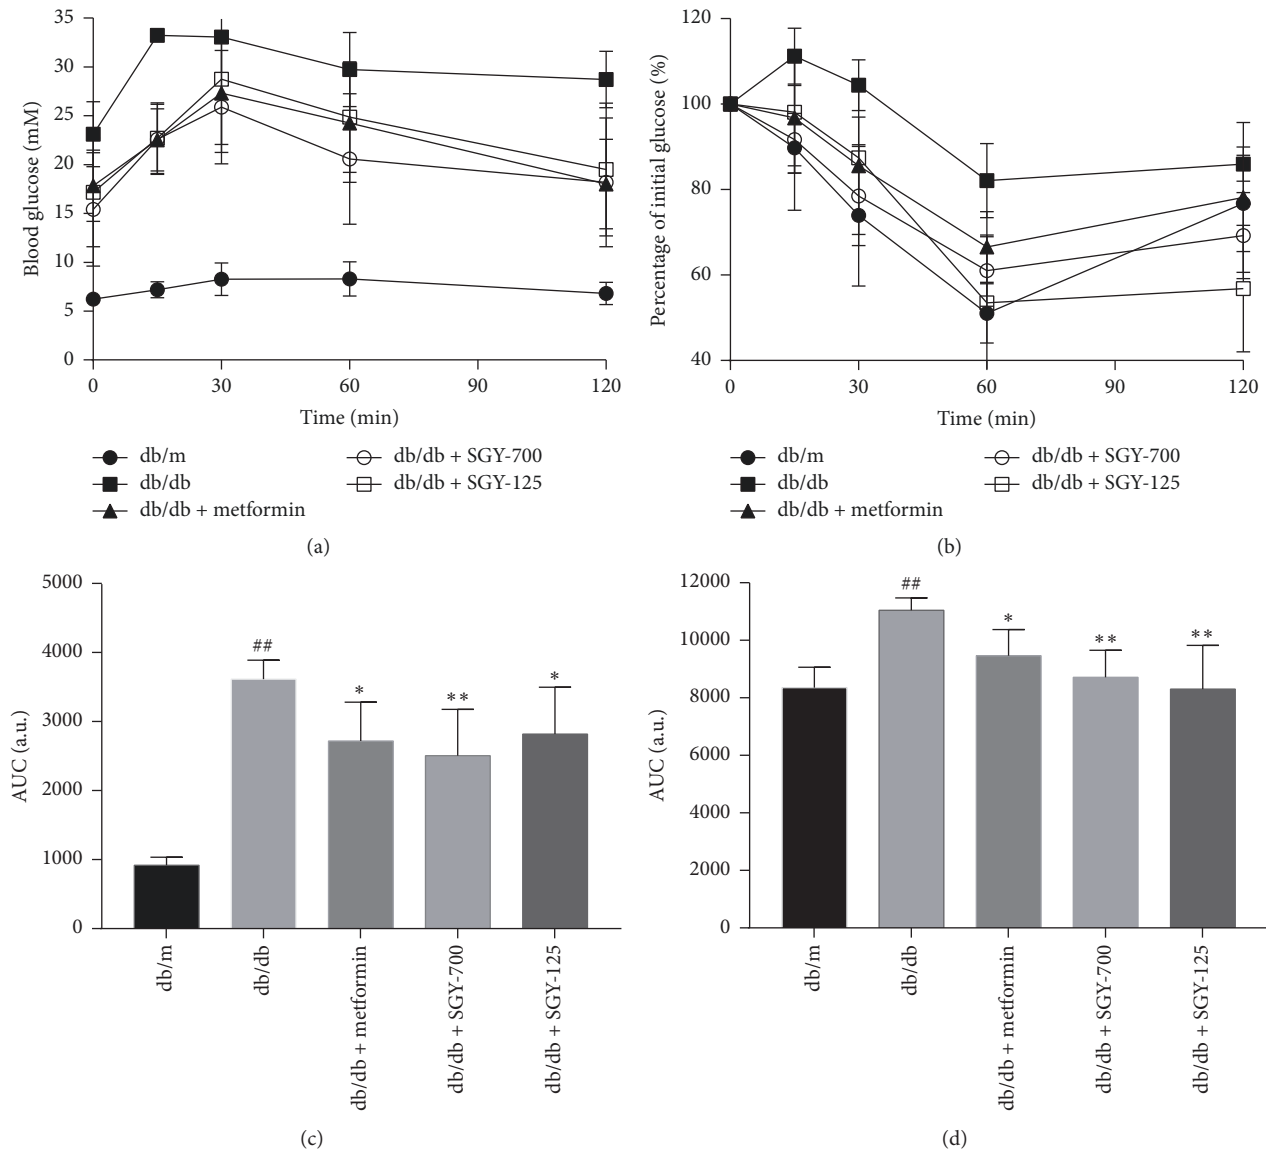 35
30
25
20
15
10
5
0
Blood glucose (mM)
0 30 60 90 120
Time (min)
db/m
db/db
db/db + metformin
db/db + SGY-700
db/db + SGY-125
(a)
120
100
80
60
40
Percentage of initial glucose (%)
0 30 60 90 120
Time (min)
db/m
db/db
db/db + metformin
db/db + SGY-700
db/db + SGY-125
(b)
5000
4000
3000
2000
1000
0
AUC (a.u.)
##
*
**
*
db/m
db/db
db/db + metformin
db/db + SGY-700
db/db + SGY-125
(c)
12000
10000
8000
6000
4000
2000
0
AUC (a.u.)
##
*
**
**
db/m
db/db
db/db + metformin
db/db + SGY-700
db/db + SGY-125
(d)